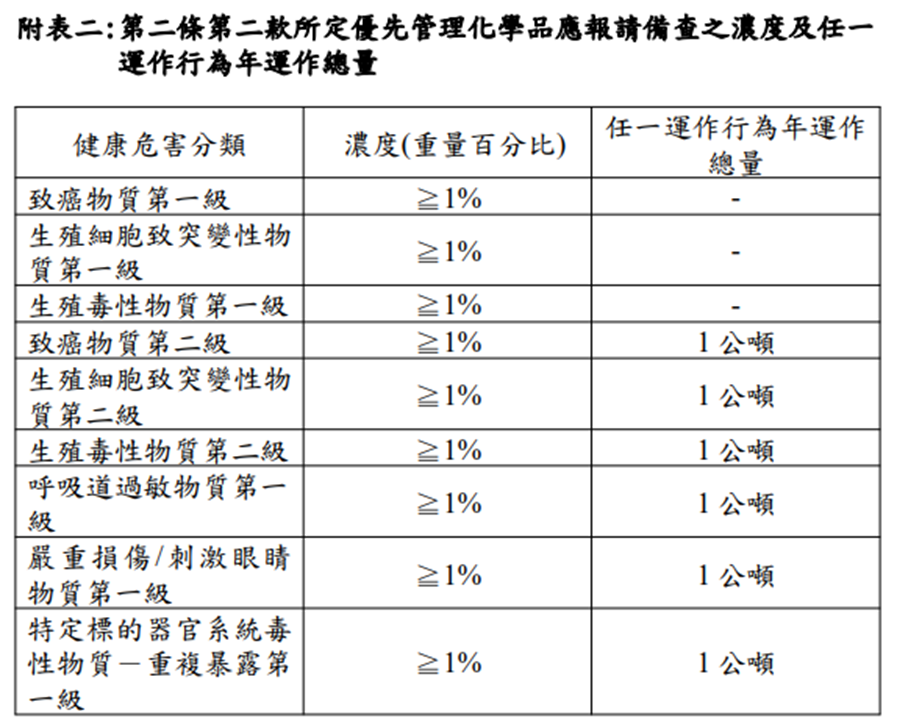 附表二：第二條第二款所定優先管理化學品應報請備查之濃度及任一
運作行為年運作總量
健康危害分類
濃度(重量百分比)
任一運作行為年運作
總量
致癌物質第一級
≧1%
-
生殖細胞致突變性物
質第一級
≧1%
-
生殖毒性物質第一級
≧1%
-
致癌物質第二級
≧1%
1 公噸
生殖細胞致突變性物
質第二級
≧1%
1 公噸
生殖毒性物質第二級
≧1%
1 公噸
呼吸道過敏物質第一
級
≧1%
1 公噸
嚴重損傷/刺激眼睛
物質第一級
≧1%
1 公噸
特定標的器官系統毒
性物質－重複暴露第
一級
≧1%
1 公噸